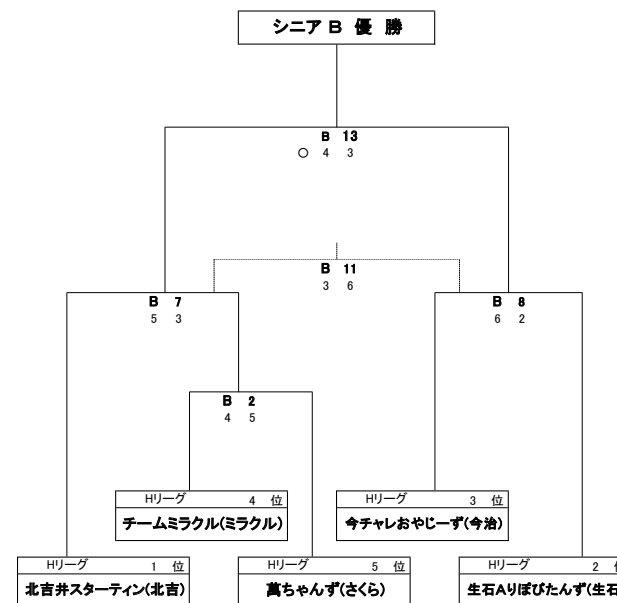 シニア B 優 勝
B 13
○ 4 3
B 11
3 6
B 7
5 3
B 8
6 2
B 2
4 5
Hリーグ 4 位
チームミラクル(ミラクル)
Hリーグ 3 位
今チャレおやじーず(今治)
Hリーグ 1 位
北吉井スターティン(北吉)
Hリーグ 5 位
萬ちゃんず(さくら)
Hリーグ 2 位
生石Aりぽびたんず(生石